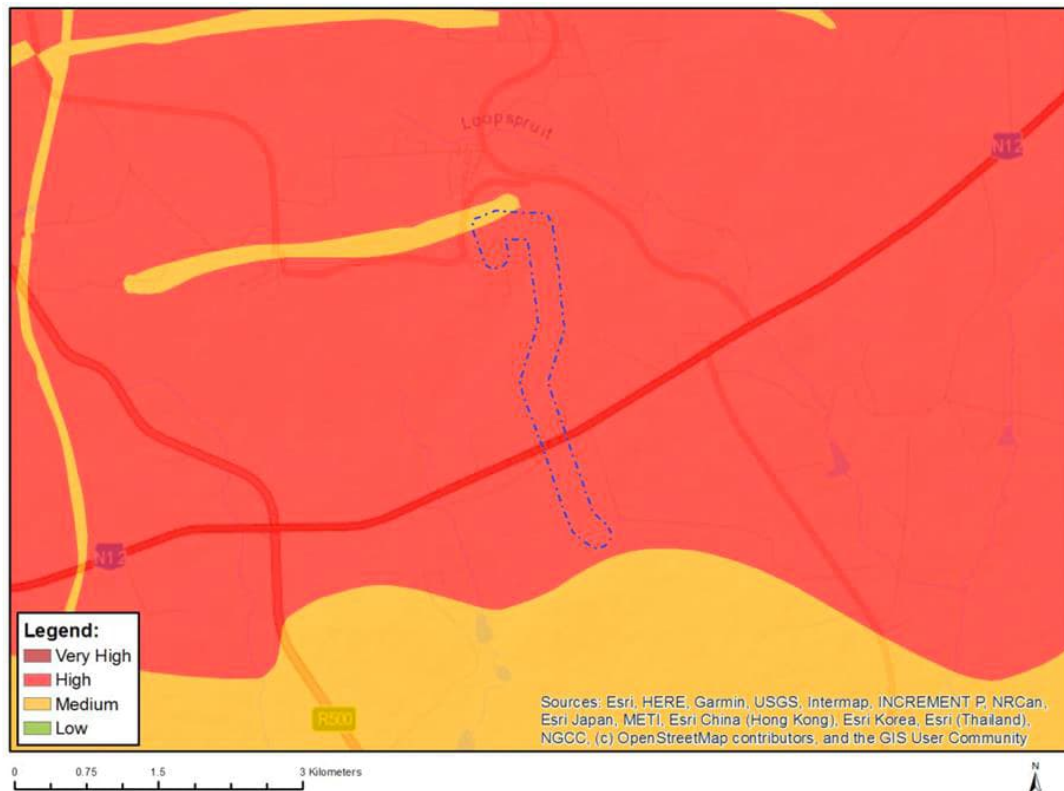 Loopspruit
N12
N12
Legend:
Very High
High
Medium
Low
R500
Sources: Esri, HERE, Garmin, USGS, Intermap, INCREMENT P, NRCan,
Esri Japan, METI, Esri China (Hong Kong), Esri Korea, Esri (Thailand),
NGCC, (c) OpenStreetMap contributors, and the GIS User Community
0 0.75 1.5 3 Kilometers
N